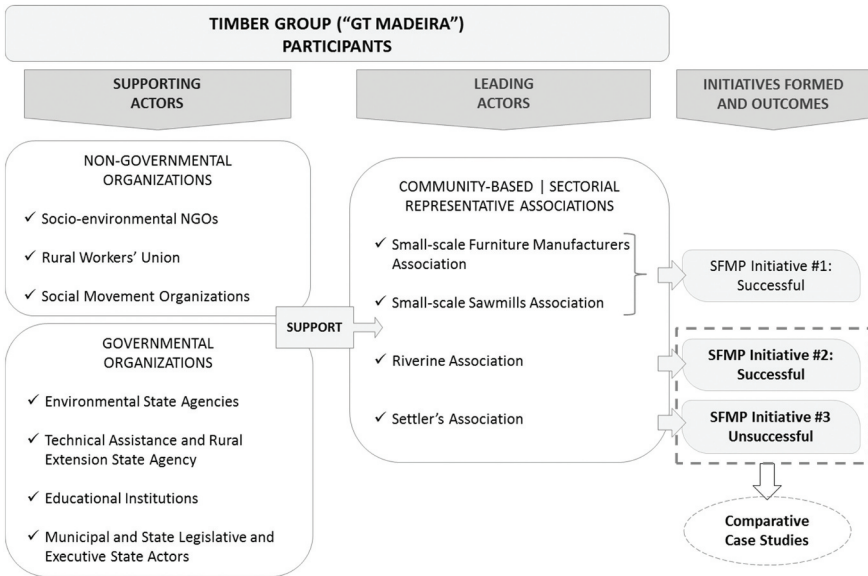 TIMBER GROUP (“GT MADEIRA”)
PARTICIPANTS
SUPPORTING
ACTORS
LEADING
ACTORS
INITIATIVES FORMED
AND OUTCOMES
NON-GOVERNMENTAL
ORGANIZATIONS
✓ Socio-environmental NGOs
✓ Rural Workers’ Union
✓ Social Movement Organizations
GOVERNMENTAL
ORGANIZATIONS
✓ Environmental State Agencies
✓ Technical Assistance and Rural
Extension State Agency
✓ Educational Institutions
✓ Municipal and State Legislative and
Executive State Actors
SUPPORT
COMMUNITY-BASED | SECTORIAL
REPRESENTATIVE ASSOCIATIONS
✓ Small-scale Furniture Manufacturers
Association
✓ Small-scale Sawmills Association
✓ Riverine Association
✓ Settler’s Association
SFMP Initiative #1:
Successful
SFMP Initiative #2:
Successful
SFMP Initiative #3
Unsuccessful
Comparative
Case Studies